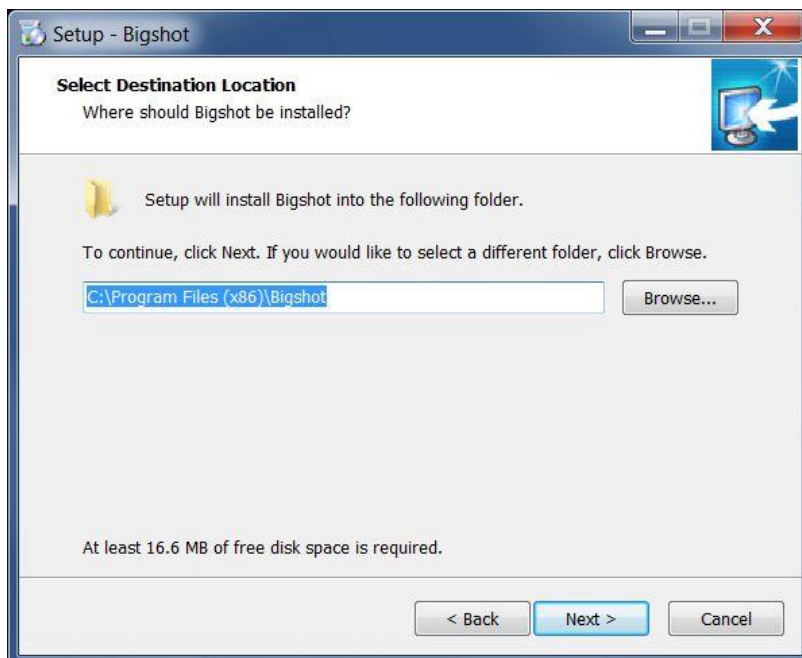 Setup - Bigshot
Select Destination Location
Where should Bigshot be installed?
Setup will install Bigshot into the following folder.
To continue, click Next. If you would like to select a different folder, click Browse.
C:\Program Files (x86)\Bigshot
Browse...
At least 16.6 MB of free disk space is required.
< Back
Next >
Cancel